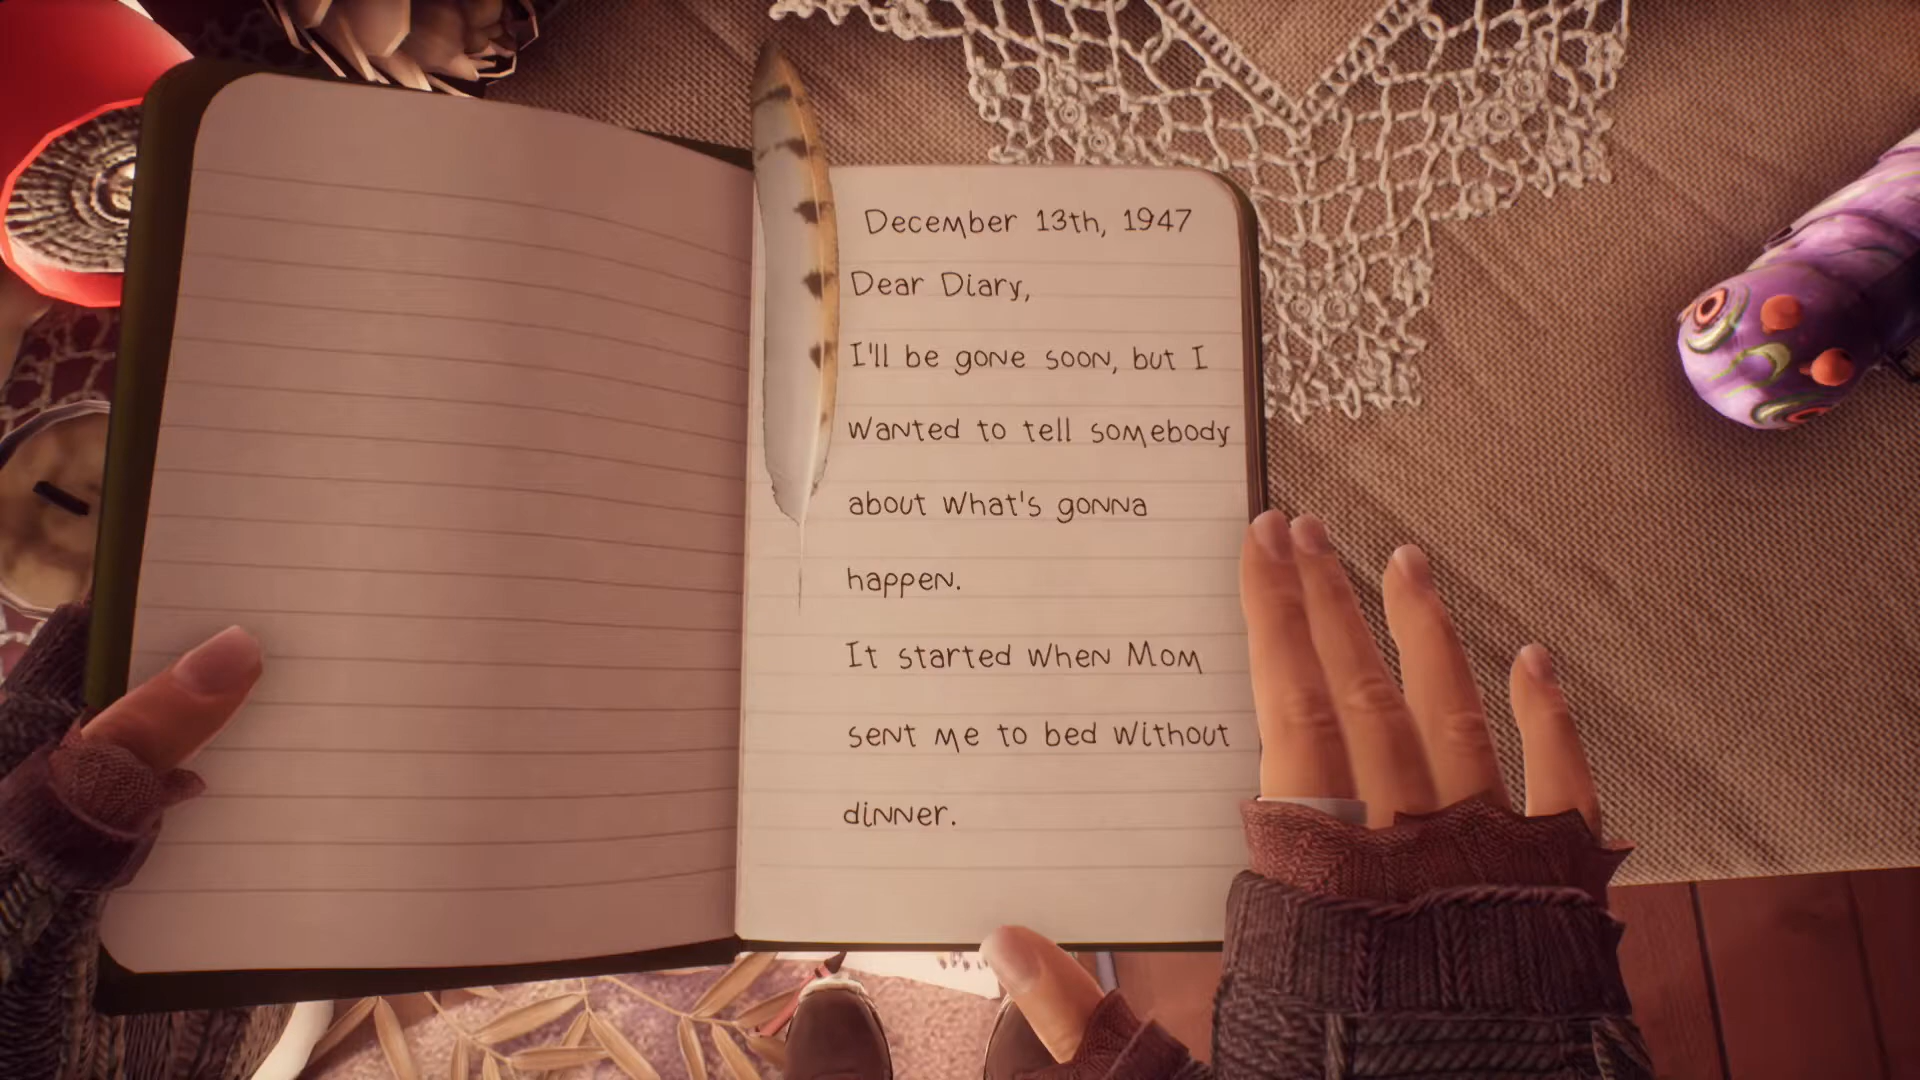 December 13th, 1947
Dear Diary,
I'll be gone soon, but I
wanted to tell somebody
about what's gonna
happen.
It started when Mom
sent me to bed without
dinner.